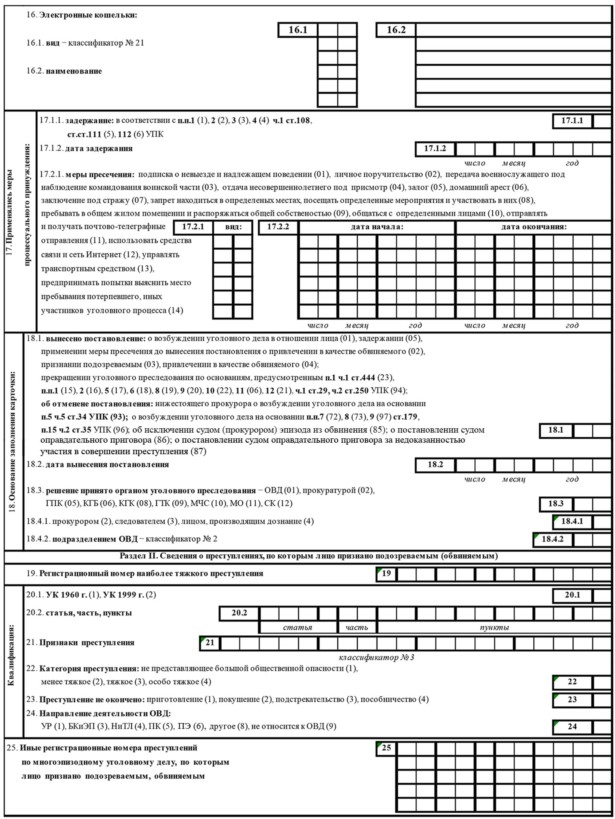 16. Электронные кошельки:
16.1 16.2
16.1. вид – классификатор № 21
16.2. наименование
17. Применялись меры процессуального принуждения:
17.1.1. задержание: в соответствии с п.п.1 (1), 2 (2), 3 (3), 4 (4) ч.1 ст.108,
17.1.1
ст.ст.111 (5), 112 (6) УПК
17.1.2. дата задержания 17.1.2
число месяц год
17.2.1. меры пресечения: подписка о невыезде и надлежащем поведении (01), личное поручительство (02), передача военнослужащего под
наблюдение командования воинской части (03), отдача несовершеннолетнего под присмотр (04), залог (05), домашний арест (06),
заключение под стражу (07), запрет находиться в определеных местах, посещать определенные мероприятия и участвовать в них (08),
пребывать в общем жилом помещении и распоряжаться общей собственостью (09), общаться с определенными лицами (10), отправлять
и получать почтово-телеграфные 17.2.1 вид: 17.2.2 дата начала: дата окончания:
отправления (11), использовать средства
связи и сеть Интернет (12), управлять
транспортным средством (13),
предпринимать попытки выяснить место
пребывания потерпевшего, иных
участников уголовного процесса (14)
число месяц год число месяц год
18. Основание заполнения карточки:
18.1. вынесено постановление: о возбуждении уголовного дела в отношении лица (01), задержании (05),
применении меры пресечения до вынесения постановления о привлечении в качестве обвиняемого (02),
признании подозреваемым (03), привлечении в качестве обвиняемого (04);
прекращении уголовного преследования по основаниям, предусмотренным п.1 ч.1 ст.444 (23),
п.п.1 (15), 2 (16), 5 (17), 6 (18), 8 (19), 9 (20), 10 (22), 11 (06), 12 (21), ч.1 ст.29, ч.2 ст.250 УПК (94);
об отмене постановления: нижестоящего прокурора о возбуждении уголовного дела на основании
п.5 ч.5 ст.34 УПК (93); о возбуждении уголовного дела на основании п.п.7 (72), 8 (73), 9 (97) ст.179,
п.15 ч.2 ст.35 УПК (96); об исключении судом (прокурором) эпизода из обвинения (85); о постановлении судом 18.1
оправдательного приговора (86); о постановлении судом оправдательного приговора за недоказанностью
участия в совершении преступления (87)
18.2. дата вынесения постановления 18.2
число месяц год
18.3. решение принято органом уголовного преследования – ОВД (01), прокуратурой (02),
ГПК (05), КГБ (06), КГК (08), ГТК (09), МЧС (10), МО (11), СК (12) 18.3
18.4.1. прокурором (2), следователем (3), лицом, производящим дознание (4) 18.4.1
18.4.2. подразделением ОВД – классификатор № 2 18.4.2
Раздел II. Сведения о преступлениях, по которым лицо признано подозреваемым (обвиняемым)
19. Регистрационный номер наиболее тяжкого преступления 19
Квалификация:
20.1. УК 1960 г. (1), УК 1999 г. (2) 20.1
20.2. статья, часть, пункты 20.2
статья часть пункты
21. Признаки преступления 21
классификатор №3
22. Категория преступления: не представляющее большой общественной опасности (1),
менее тяжкое (2), тяжкое (3), особо тяжкое (4) 22
23. Преступление не окончено: приготовление (1), покушение (2), подстрекательство (3), пособничество (4) 23
24. Направление деятельности ОВД:
УР (1), БКиЭП (3), НиТЛ (4), ПК (5), ПЭ (6), другое (8), не относится к ОВД (9) 24
25. Иные регистрационные номера преступлений 25
по многоэпизодному уголовному делу, по которым
лицо признано подозреваемым, обвиняемым